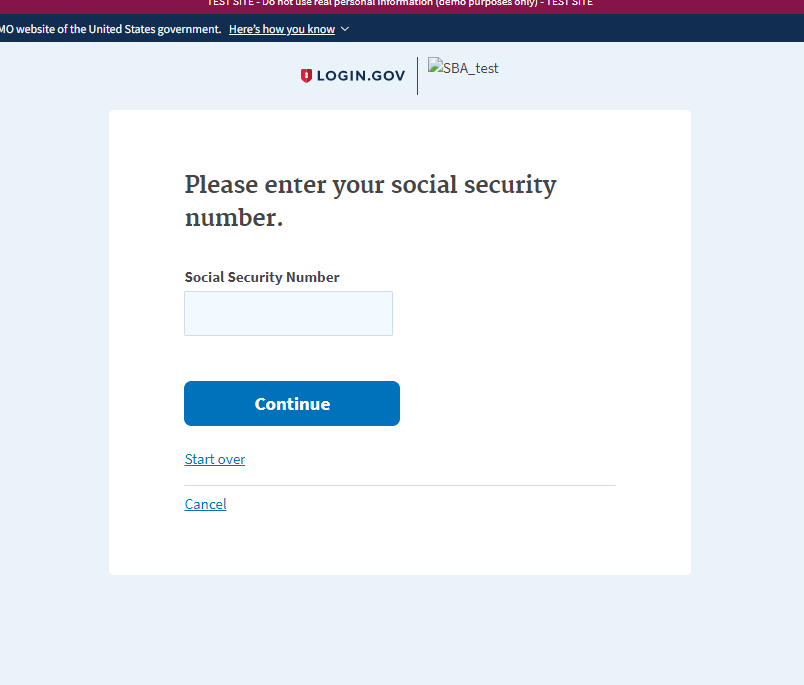 TEST SITE - Do not use real personal information (demo purposes only) - TEST SITE
MO website of the United States government. Here's how you know
LOGIN.GOV
SBA_test
Please enter your social security
number.
Social Security Number
Continue
Start over
Cancel